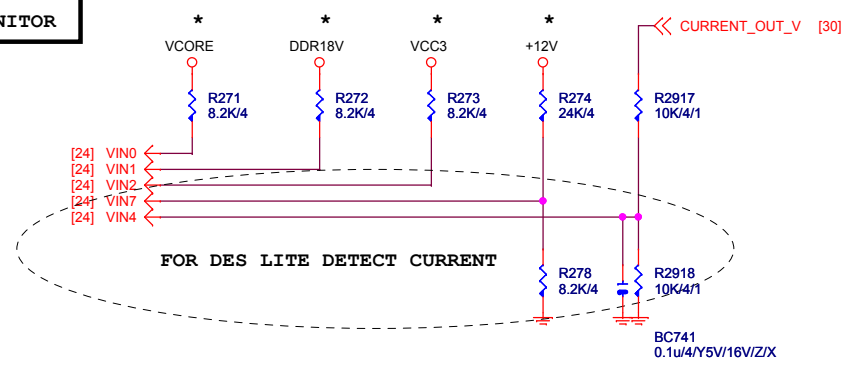 NITOR
* * * *
VCORE DDR18V VCC3 +12V
CURRENT_OUT_V [30]
R271
8.2K/4
R272
8.2K/4
R273
8.2K/4
R274
24K/4
R2917
10K/4/1
[24] VIN0
[24] VIN1
[24] VIN2
[24] VIN7
[24] VIN4
FOR DES LITE DETECT CURRENT
R278
8.2K/4
R2918
10K/4/1
BC741
0.1u/4/Y5V/16V/Z/X